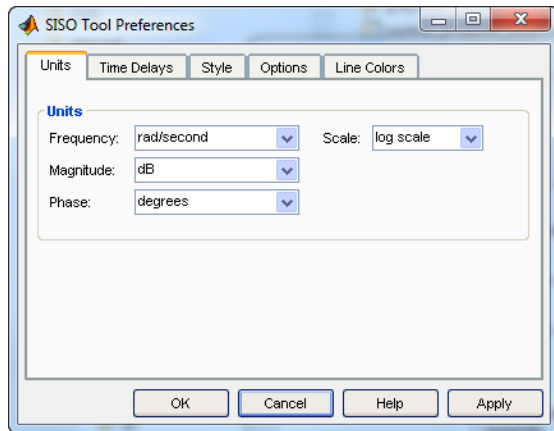 SISO Tool Preferences
Units Time Delays Style Options Line Colors
Units
Frequency: rad/second Scale: log scale
Magnitude: dB
Phase: degrees
OK Cancel Help Apply